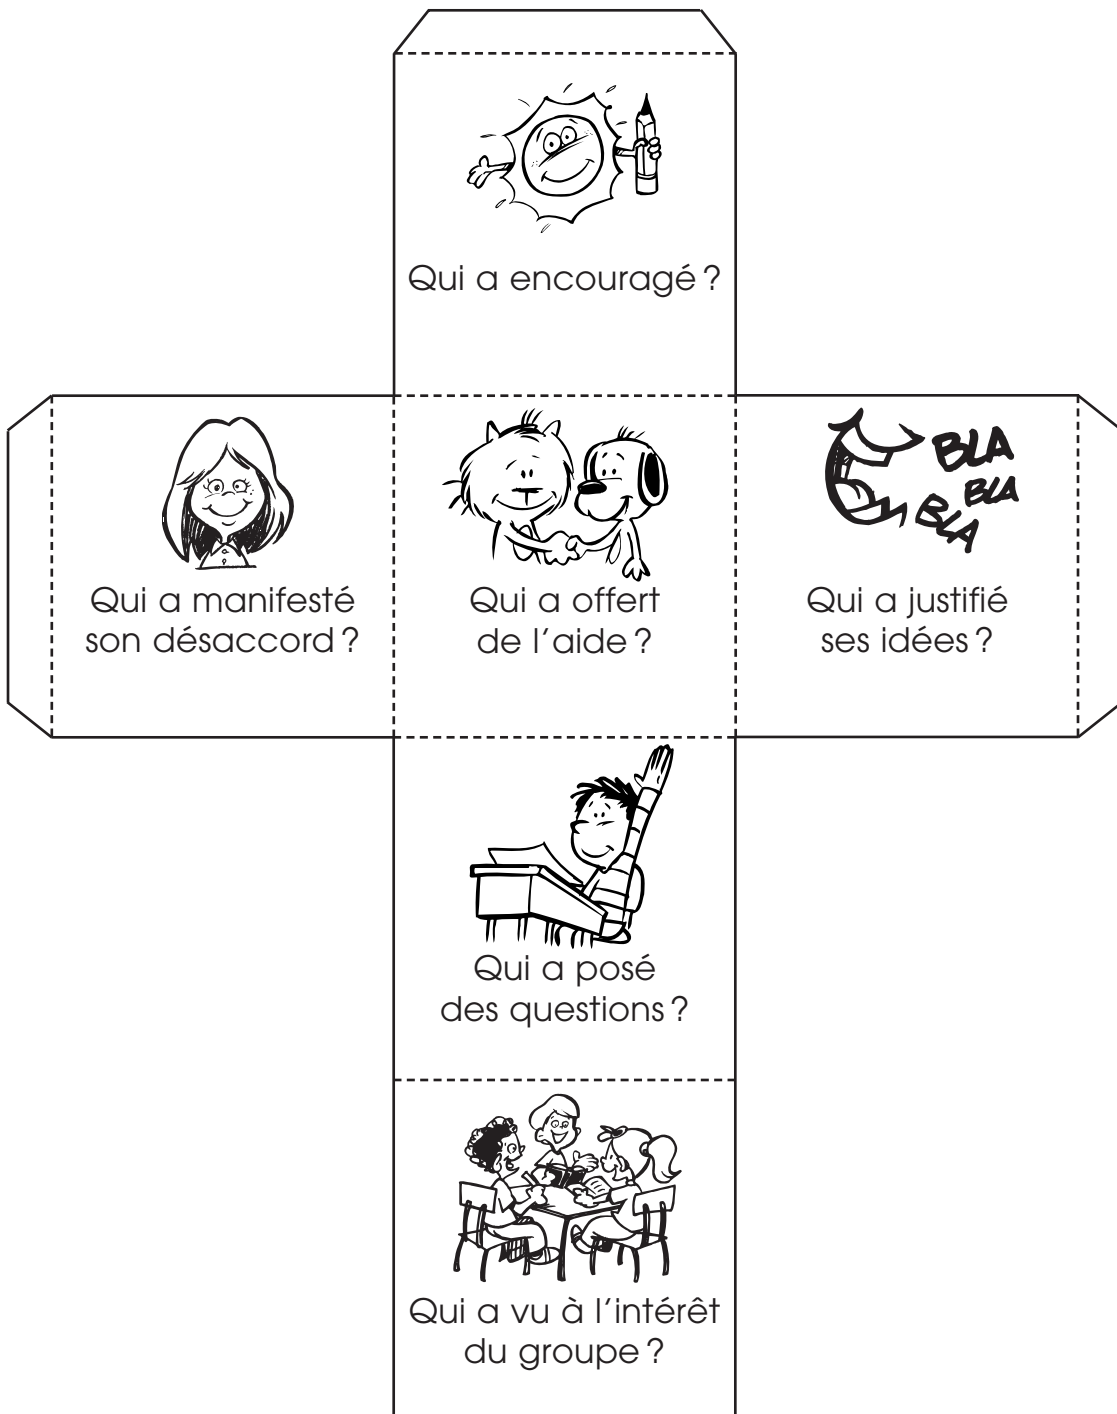 Qui a encouragé ?
Qui a manifesté
son désaccord ?
Qui a offert
de l'aide ?
BLA
BLA
BLA
Qui a justifié
ses idées ?
Qui a posé
des questions ?
Qui a vu à l'intérêt
du groupe ?